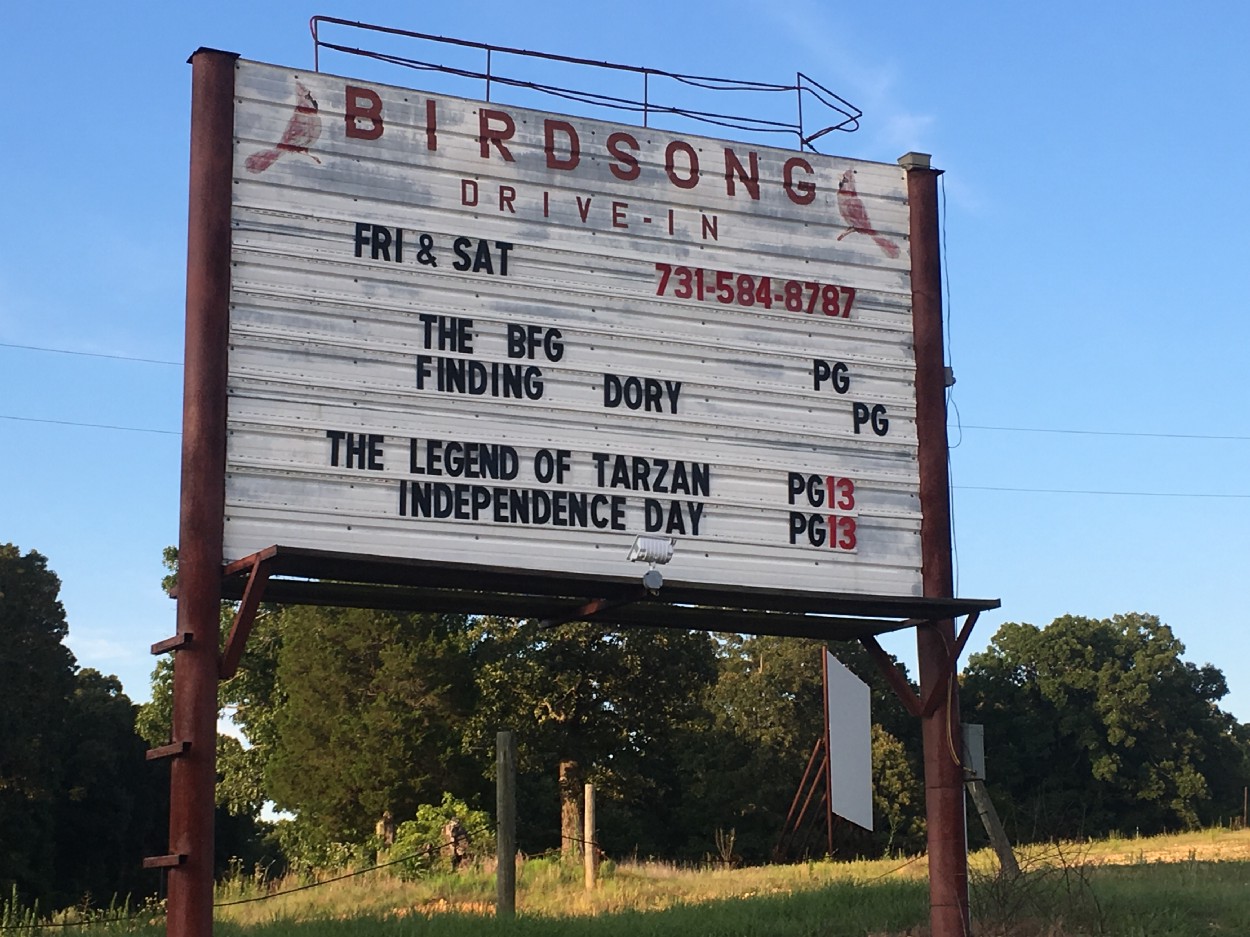 BIRDSONG
DRIVE-IN
FRI & SAT
731-584-8787
THE BFG PG
FINDING DORY PG
THE LEGEND OF TARZAN PG13
INDEPENDENCE DAY PG13